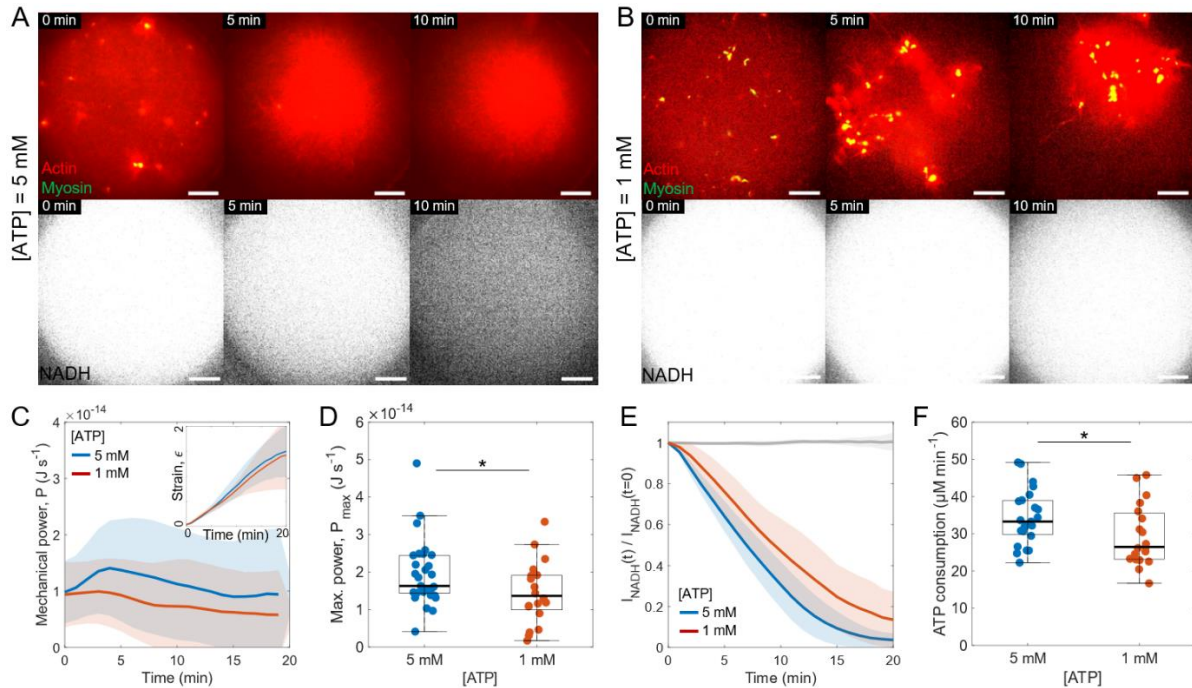 A
B
[ATP] = 5 mM
0 min
5 min
10 min
Actin
Myosin
0 min
5 min
10 min
NADH
[ATP] = 1 mM
0 min
5 min
10 min
Actin
Myosin
0 min
5 min
10 min
NADH
C
×10⁻¹⁴
Mechanical power, P (J s⁻¹)
4
3
2
1
0
[ATP]
5 mM
1 mM
Strain, ϵ
2
0
0
20
Time (min)
0
5
10
15
20
Time (min)
D
×10⁻¹⁴
Max. power, Pmax (J s⁻¹)
6
5
4
3
2
1
0
*
5 mM
1 mM
[ATP]
E
I_NADH(t) / I_NADH(t=0)
1
0.8
0.6
0.4
0.2
0
[ATP]
5 mM
1 mM
0
5
10
15
20
Time (min)
F
ATP consumption (μM min⁻¹)
60
50
40
30
20
10
0
*
5 mM
1 mM
[ATP]